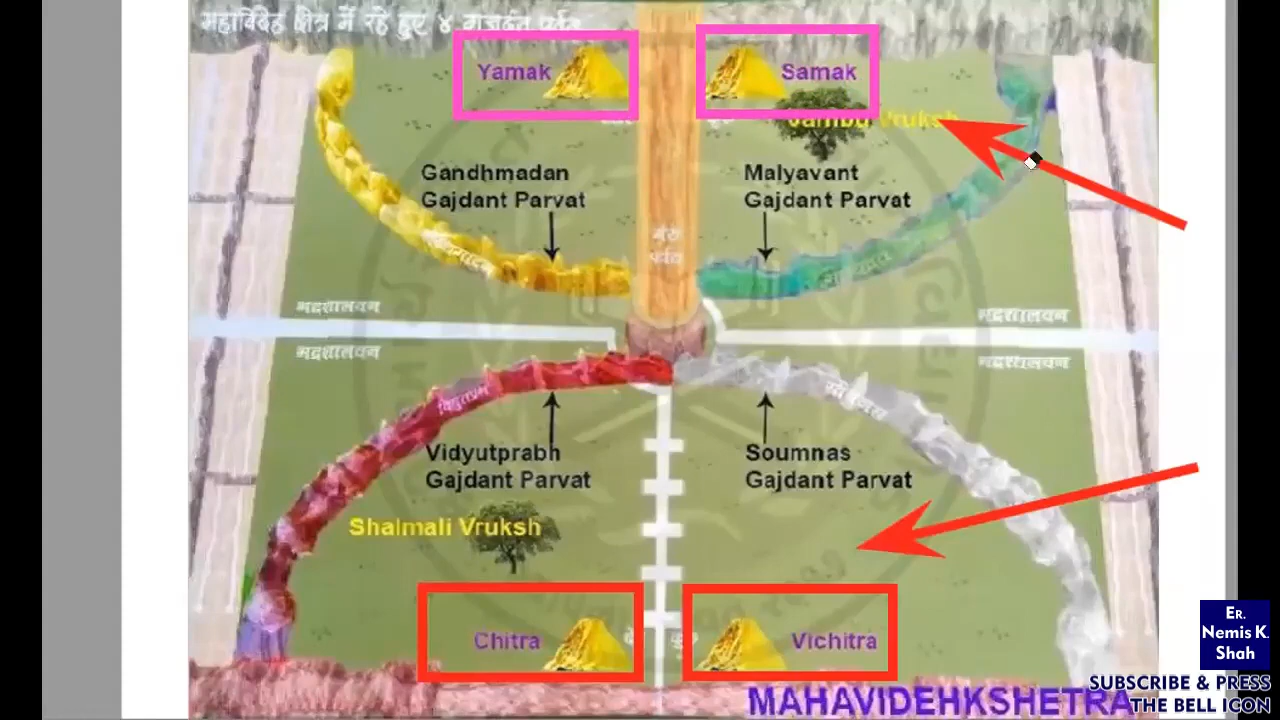 महाविदेह क्षेत्र में रहे हुए ४ गजदंत पर्वत
Yamak
Samak
Jambu Vruksh
Gandhmadan
Gajdant Parvat
Malyavant
Gajdant Parvat
मेरु
पर्वत
भद्रशालवन
भद्रशालवन
भद्रशालवन
भद्रशालवन
Vidyutprabh
Gajdant Parvat
Soumnas
Gajdant Parvat
Shalmali Vruksh
Chitra
Vichitra
MAHAVIDEHKSHETRA
ER.
Nemis K.
Shah
SUBSCRIBE & PRESS
THE BELL ICON